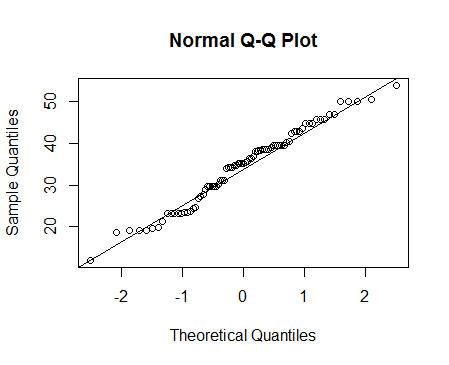 Normal Q-Q Plot
Sample Quantiles
50
40
30
20
-2 -1 0 1 2
Theoretical Quantiles